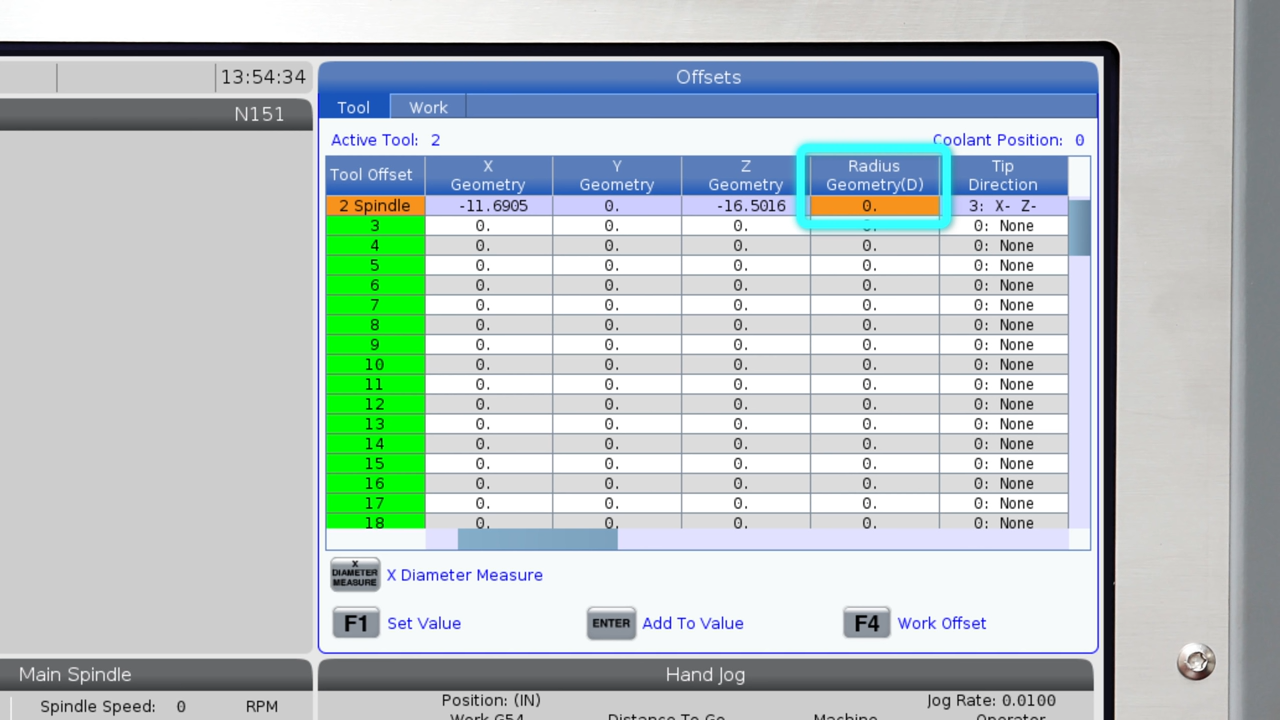 13:54:34
N151
Offsets
Tool Work
Active Tool: 2 Coolant Position: 0
Tool Offset X Geometry Y Geometry Z Geometry Radius Geometry(D) Tip Direction
2 Spindle -11.6905 0. -16.5016 0. 3: X- Z-
3 0. 0. 0. 0. 0: None
4 0. 0. 0. 0. 0: None
5 0. 0. 0. 0. 0: None
6 0. 0. 0. 0. 0: None
7 0. 0. 0. 0. 0: None
8 0. 0. 0. 0. 0: None
9 0. 0. 0. 0. 0: None
10 0. 0. 0. 0. 0: None
11 0. 0. 0. 0. 0: None
12 0. 0. 0. 0. 0: None
13 0. 0. 0. 0. 0: None
14 0. 0. 0. 0. 0: None
15 0. 0. 0. 0. 0: None
16 0. 0. 0. 0. 0: None
17 0. 0. 0. 0. 0: None
18 0. 0. 0. 0. 0: None
X DIAMETER MEASURE X Diameter Measure
F1 Set Value ENTER Add To Value F4 Work Offset
Main Spindle
Spindle Speed: 0 RPM
Hand Jog
Position: (IN) Jog Rate: 0.0100
Work G54 Distance To Go Machine Operator